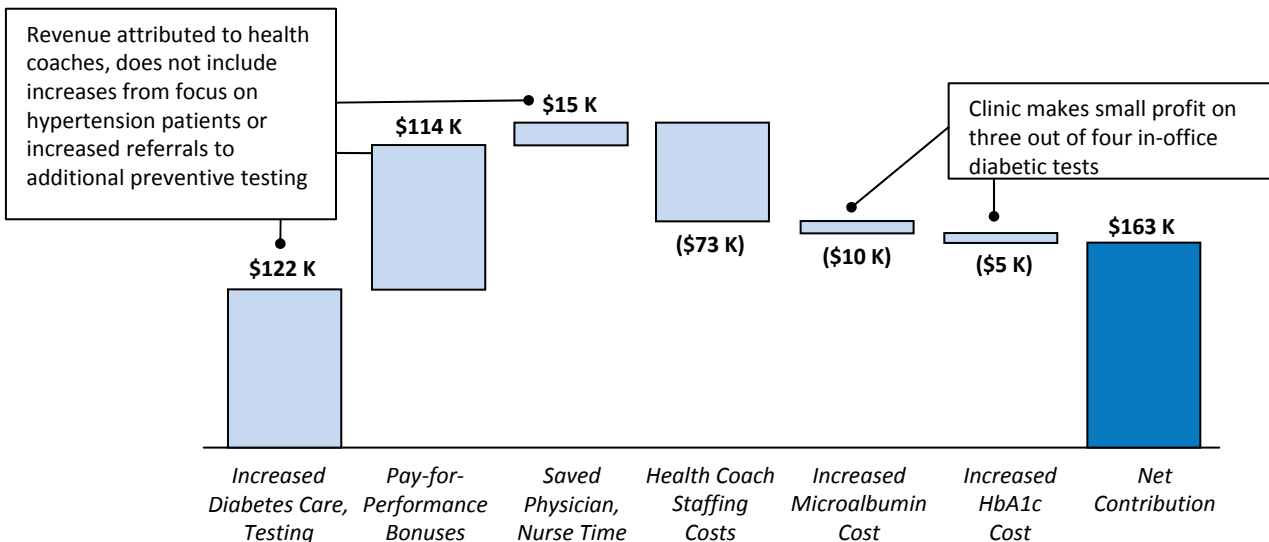 Revenue attributed to health
coaches, does not include
increases from focus on
hypertension patients or
increased referrals to
additional preventive testing
Clinic makes small profit on
three out of four in-office
diabetic tests
$122 K
$114 K
$15 K
($73 K)
($10 K)
($5 K)
$163 K
Increased
Diabetes Care,
Testing
Pay-for-
Performance
Bonuses
Saved
Physician,
Nurse Time
Health Coach
Staffing
Costs
Increased
Microalbumin
Cost
Increased
HbA1c
Cost
Net
Contribution